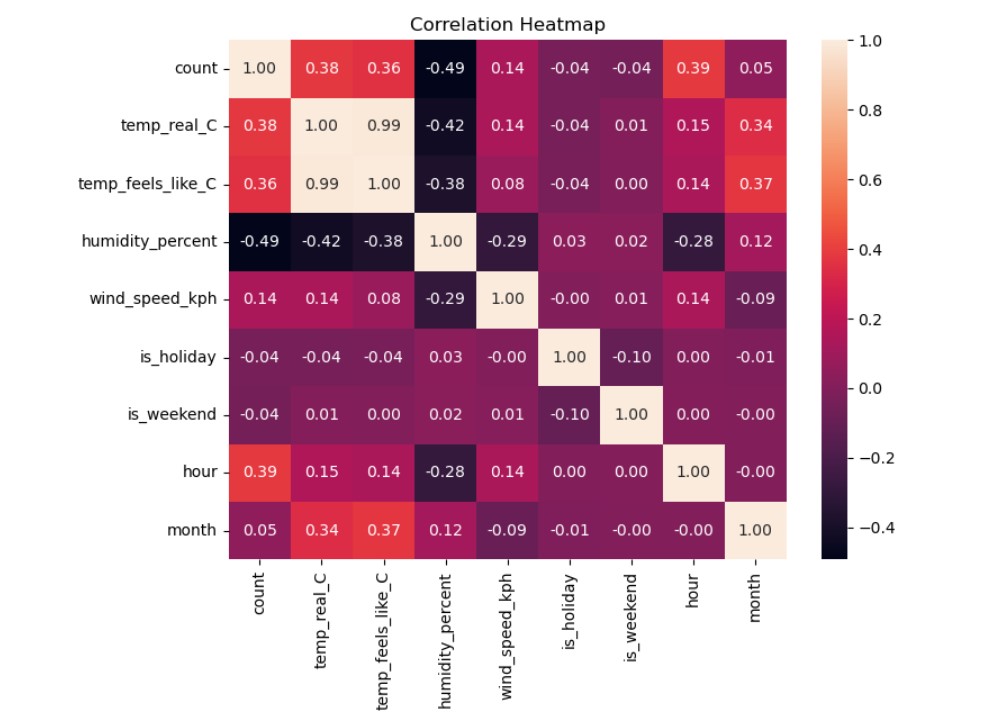 Correlation Heatmap
count 1.00 0.38 0.36 -0.49 0.14 -0.04 -0.04 0.39 0.05
temp_real_C 0.38 1.00 0.99 -0.42 0.14 -0.04 0.01 0.15 0.34
temp_feels_like_C 0.36 0.99 1.00 -0.38 0.08 -0.04 0.00 0.14 0.37
humidity_percent -0.49 -0.42 -0.38 1.00 -0.29 0.03 0.02 -0.28 0.12
wind_speed_kph 0.14 0.14 0.08 -0.29 1.00 -0.00 0.01 0.14 -0.09
is_holiday -0.04 -0.04 -0.04 0.03 -0.00 1.00 -0.10 0.00 -0.01
is_weekend -0.04 0.01 0.00 0.02 0.01 -0.10 1.00 0.00 -0.00
hour 0.39 0.15 0.14 -0.28 0.14 0.00 0.00 1.00 -0.00
month 0.05 0.34 0.37 0.12 -0.09 -0.01 -0.00 -0.00 1.00
count
temp_real_C
temp_feels_like_C
humidity_percent
wind_speed_kph
is_holiday
is_weekend
hour
month
1.0
0.8
0.6
0.4
0.2
0.0
−0.2
−0.4